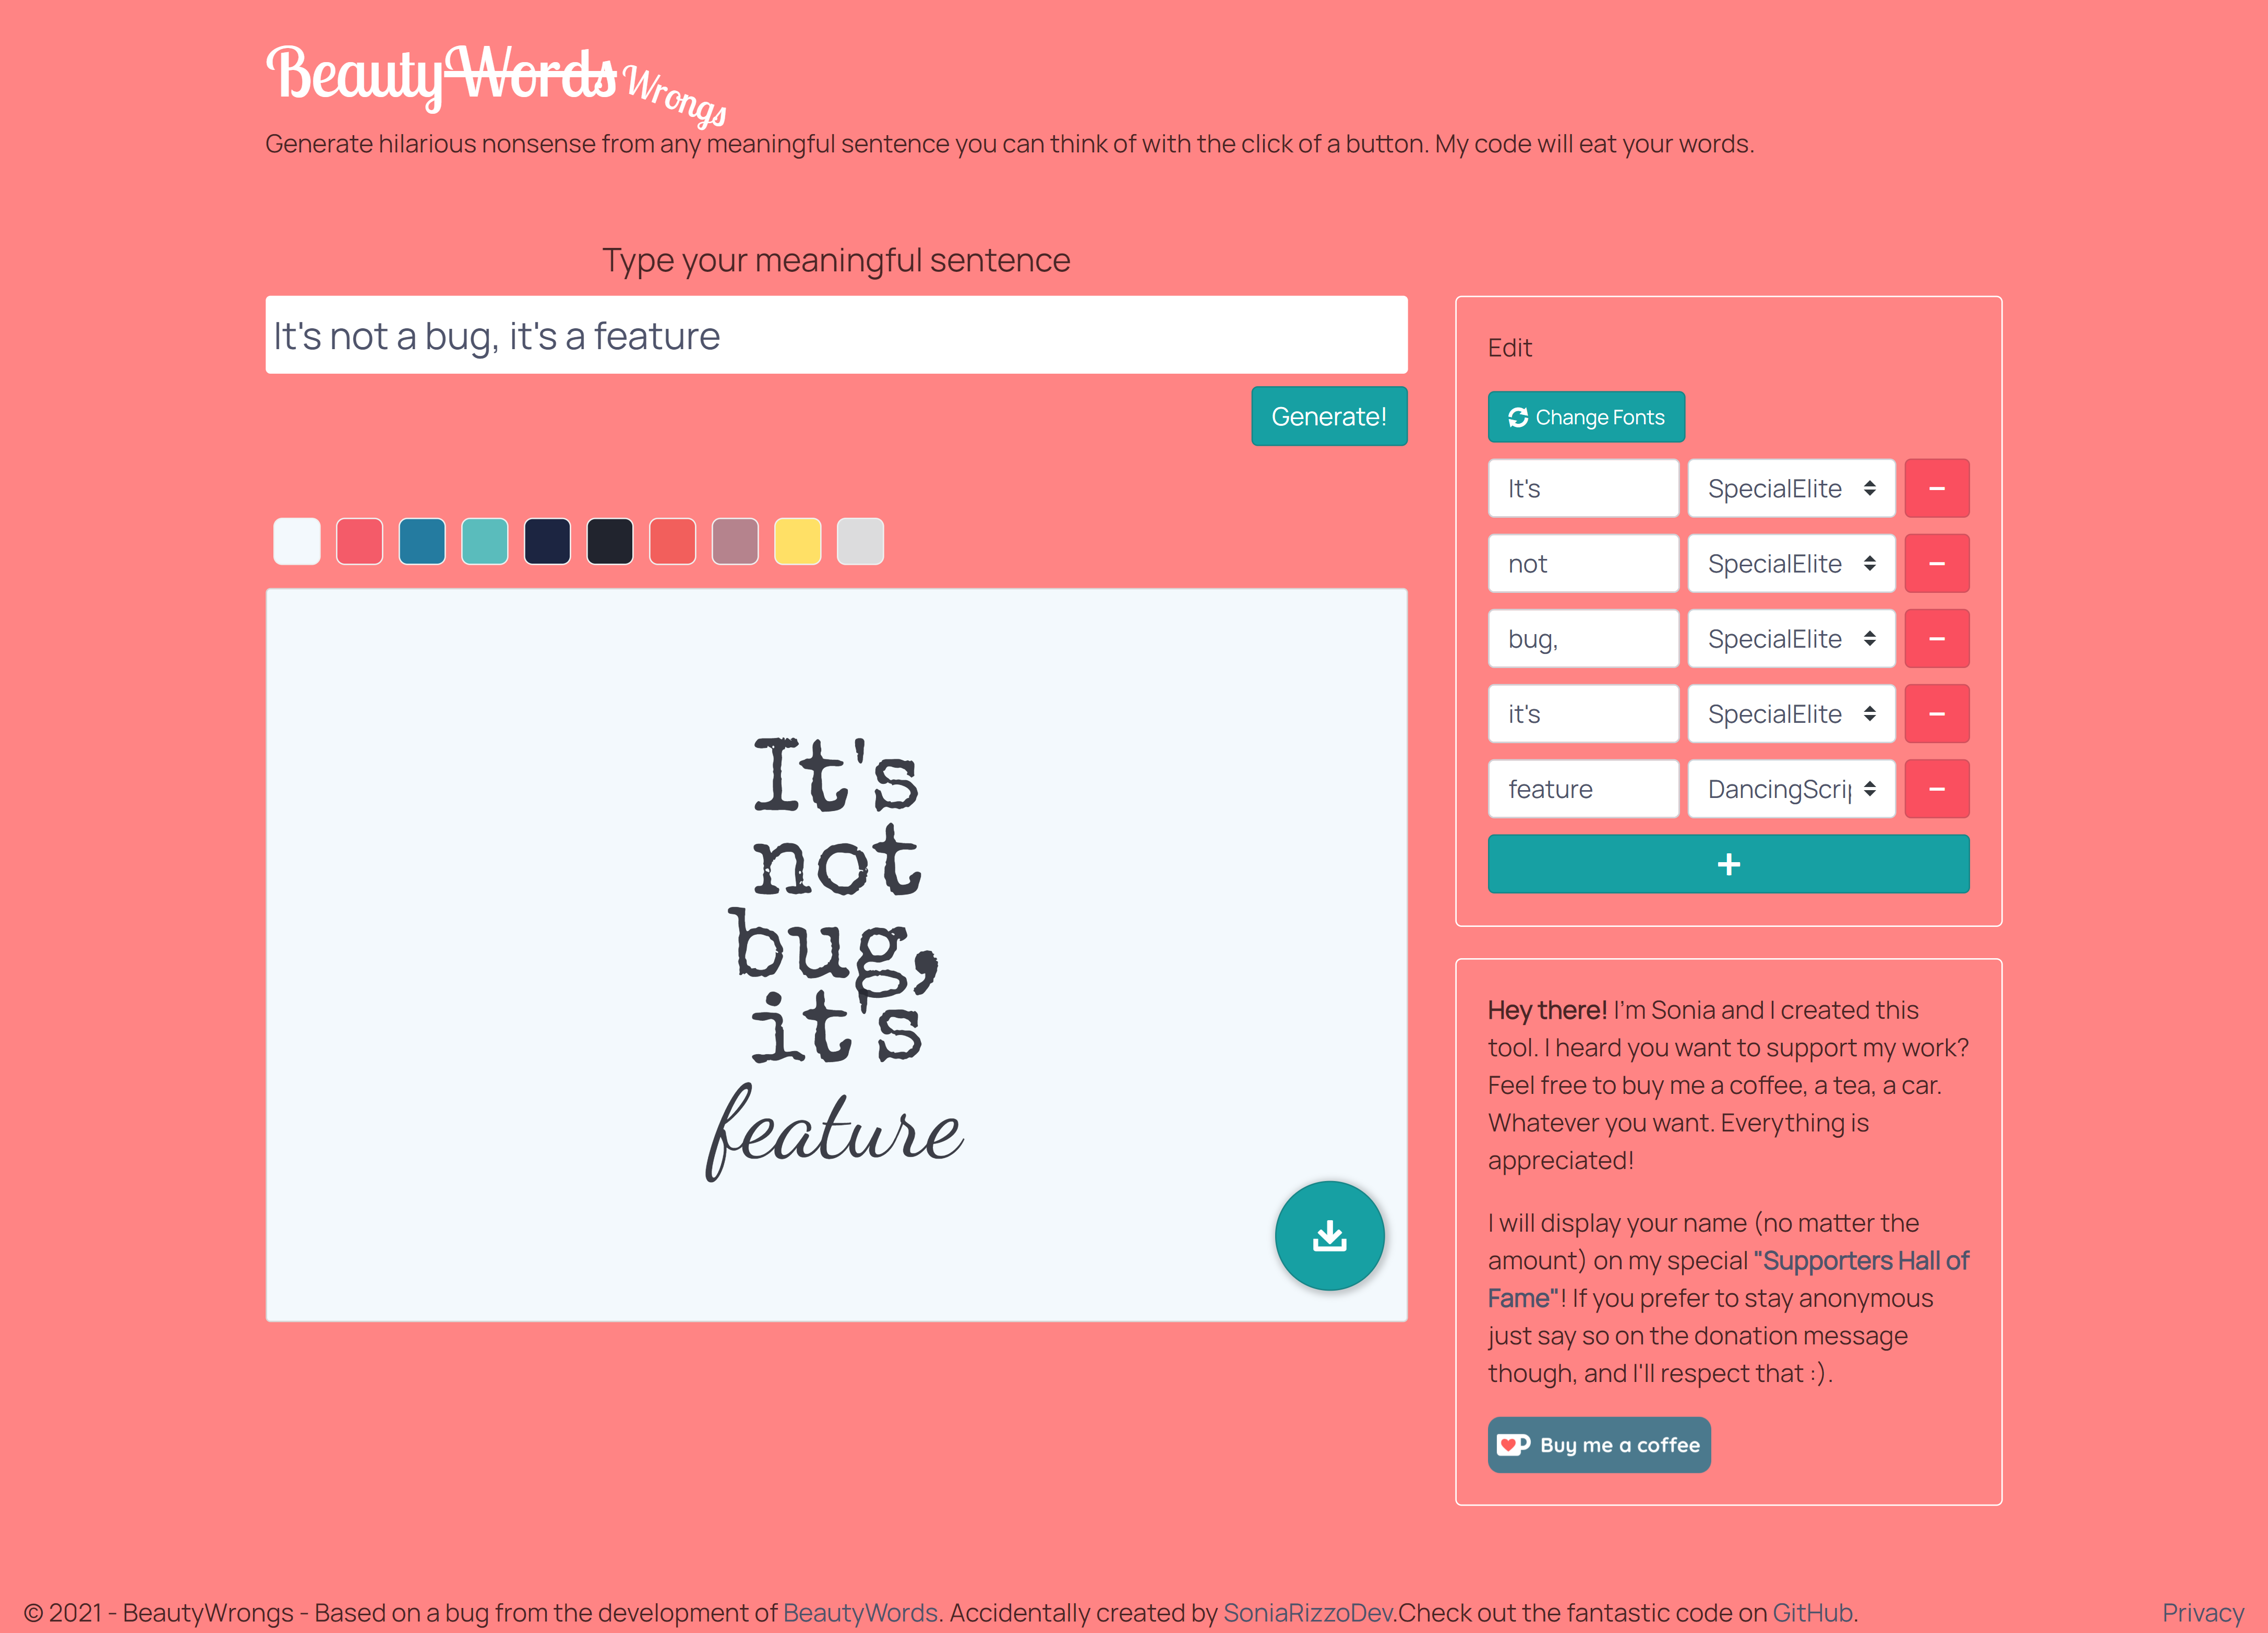 BeautyWords Wrongs
Generate hilarious nonsense from any meaningful sentence you can think of with the click of a button. My code will eat your words.
Type your meaningful sentence
It's not a bug, it's a feature
Generate!
It's
not
bug,
it's
feature
Edit
Change Fonts
It's SpecialElite
not SpecialElite
bug, SpecialElite
it's SpecialElite
feature DancingScrip
Hey there! I'm Sonia and I created this
tool. I heard you want to support my work?
Feel free to buy me a coffee, a tea, a car.
Whatever you want. Everything is
appreciated!
I will display your name (no matter the
amount) on my special "Supporters Hall of
Fame"! If you prefer to stay anonymous
just say so on the donation message
though, and I'll respect that :).
Buy me a coffee
© 2021 - BeautyWrongs - Based on a bug from the development of BeautyWords. Accidentally created by SoniaRizzoDev.Check out the fantastic code on GitHub.
Privacy